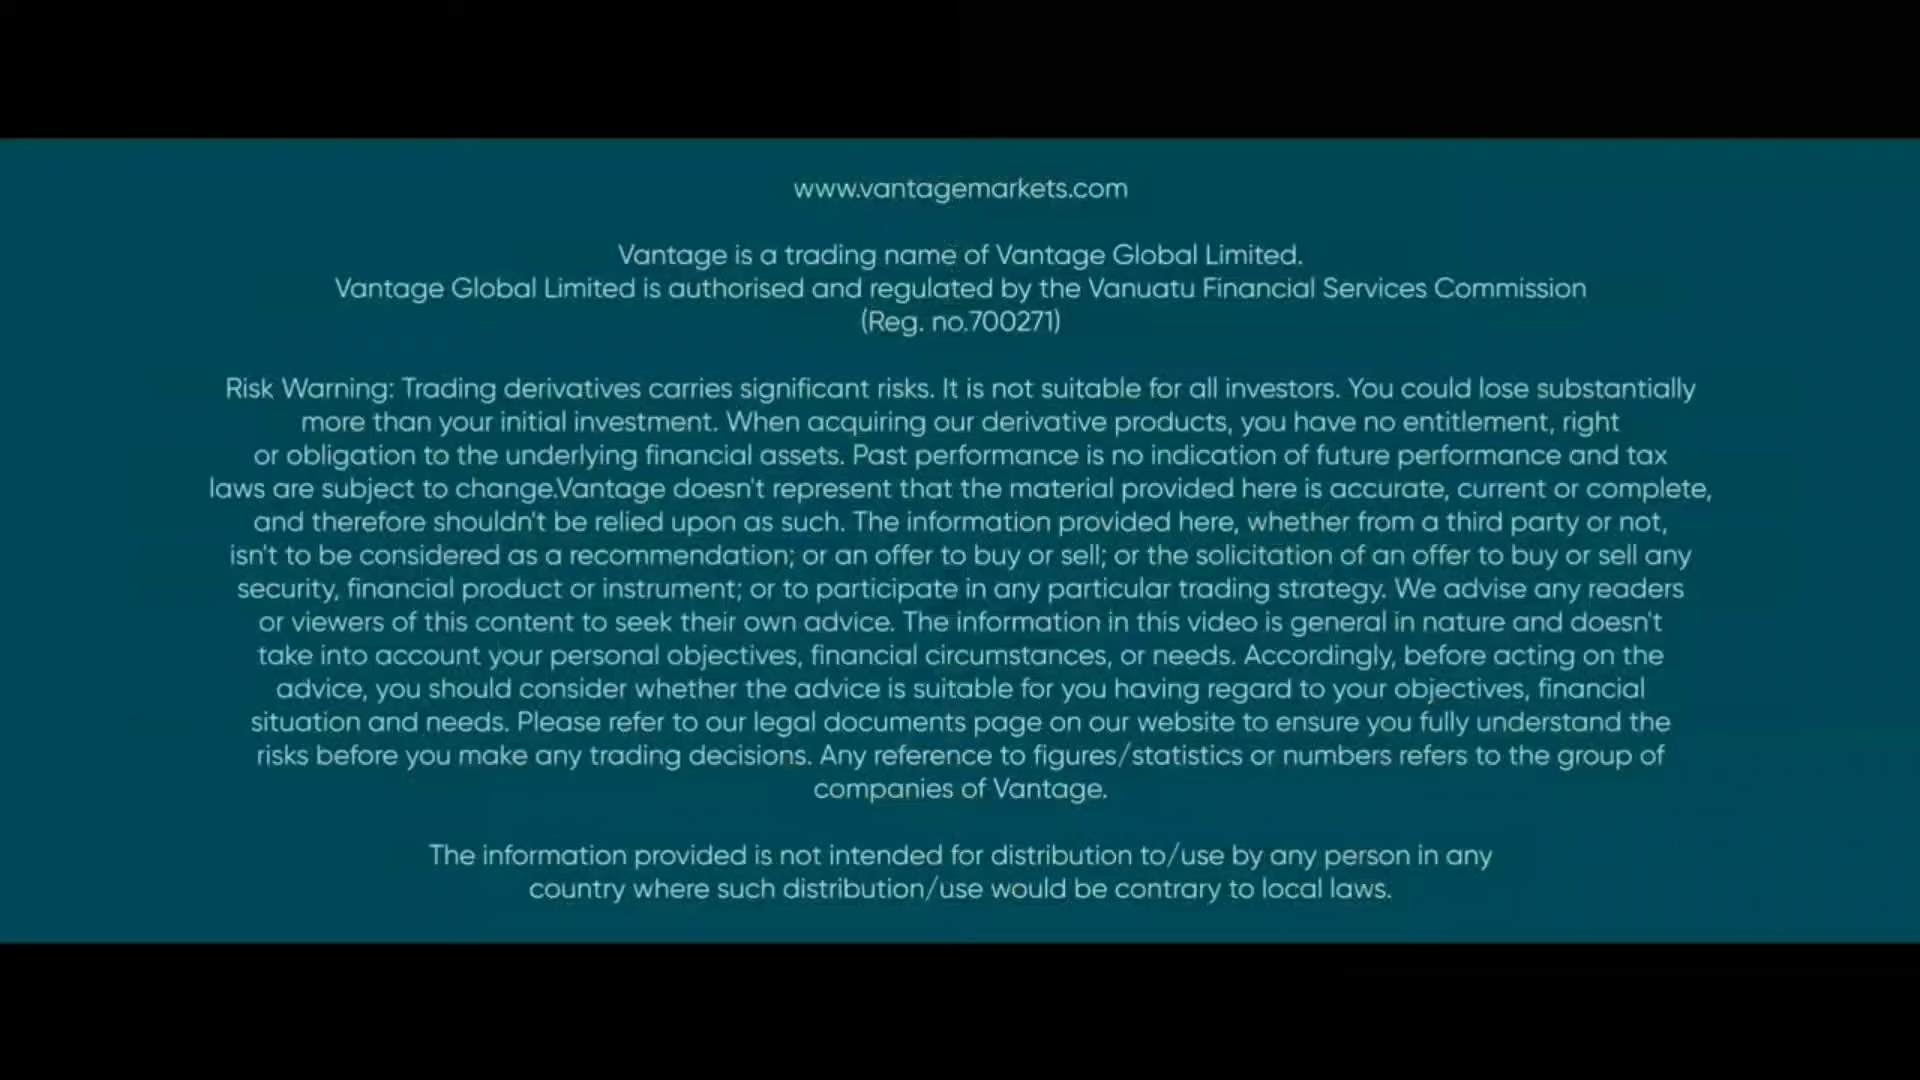 www.vantagemarkets.com
Vantage is a trading name of Vantage Global Limited.
Vantage Global Limited is authorised and regulated by the Vanuatu Financial Services Commission
(Reg. no.700271)
Risk Warning: Trading derivatives carries significant risks. It is not suitable for all investors. You could lose substantially
more than your initial investment. When acquiring our derivative products, you have no entitlement, right
or obligation to the underlying financial assets. Past performance is no indication of future performance and tax
laws are subject to change.Vantage doesn't represent that the material provided here is accurate, current or complete,
and therefore shouldn't be relied upon as such. The information provided here, whether from a third party or not,
isn't to be considered as a recommendation; or an offer to buy or sell; or the solicitation of an offer to buy or sell any
security, financial product or instrument; or to participate in any particular trading strategy. We advise any readers
or viewers of this content to seek their own advice. The information in this video is general in nature and doesn't
take into account your personal objectives, financial circumstances, or needs. Accordingly, before acting on the
advice, you should consider whether the advice is suitable for you having regard to your objectives, financial
situation and needs. Please refer to our legal documents page on our website to ensure you fully understand the
risks before you make any trading decisions. Any reference to figures/statistics or numbers refers to the group of
companies of Vantage.
The information provided is not intended for distribution to/use by any person in any
country where such distribution/use would be contrary to local laws.